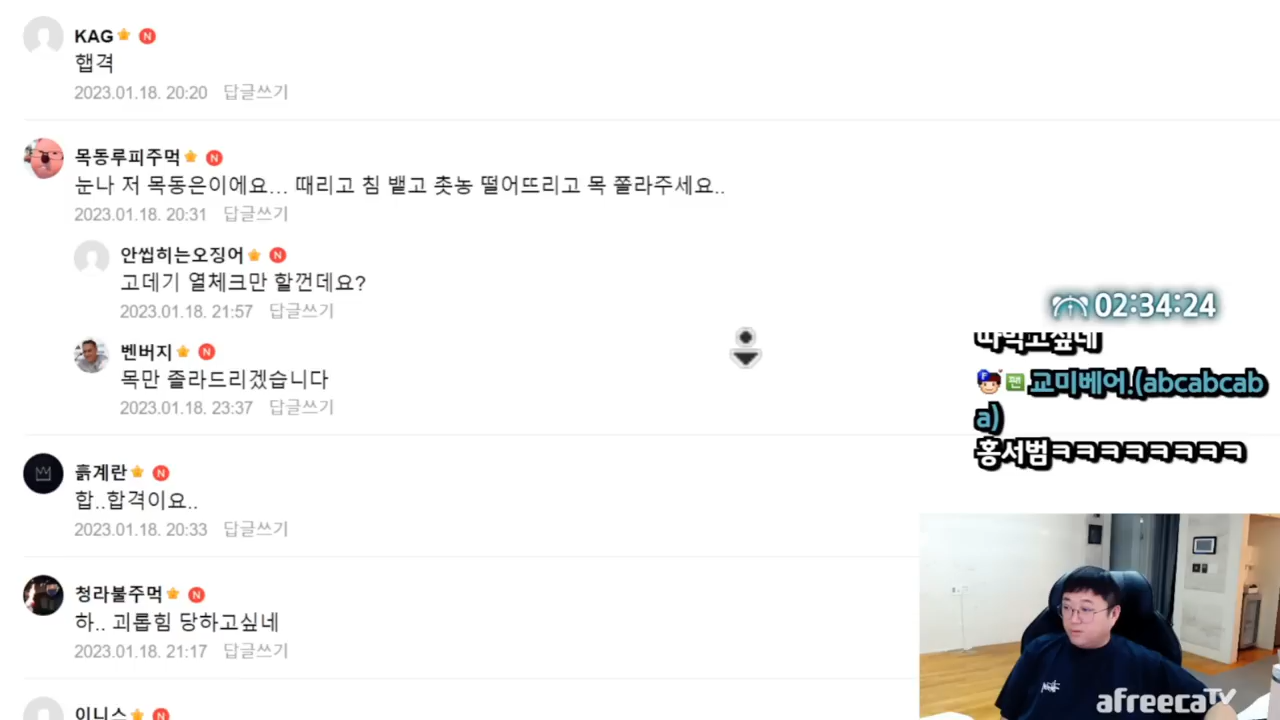 KAG N
햅격
2023.01.18. 20:20 답글쓰기
목동루피주먹 N
눈나 저 목동은이에요... 때리고 침 뱉고 촛농 떨어뜨리고 목 쫄라주세요..
2023.01.18. 20:31 답글쓰기
안씹히는오징어 N
고데기 열체크만 할껀데요?
2023.01.18. 21:57 답글쓰기
벤버지 N
목만 졸라드리겠습니다
2023.01.18. 23:37 답글쓰기
흙계란 N
합..합격이요..
2023.01.18. 20:33 답글쓰기
청라불주먹 N
하.. 괴롭힘 당하고싶네
2023.01.18. 21:17 답글쓰기
이니스 N
02:34:24
F 팬 교미베어.(abcabcab
a)
홍서범ㅋㅋㅋㅋㅋㅋㅋㅋ
afreecaTV